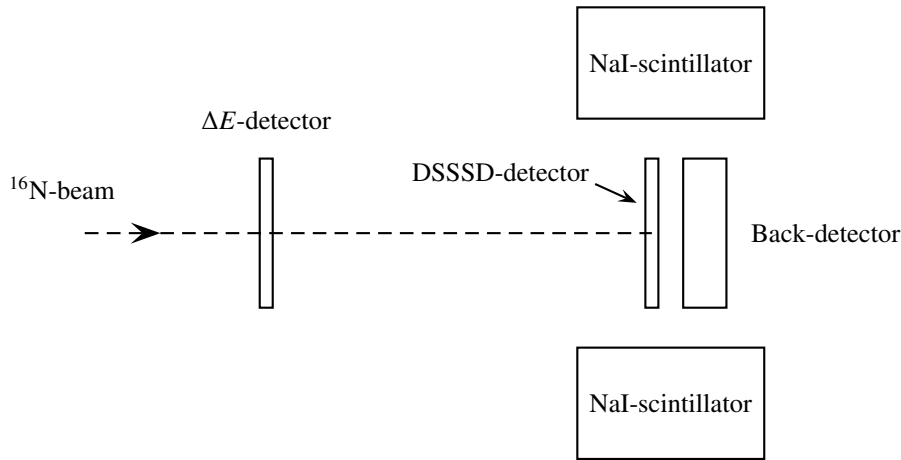 NaI-scintillator
ΔE-detector
DSSSD-detector
¹⁶N-beam
Back-detector
NaI-scintillator